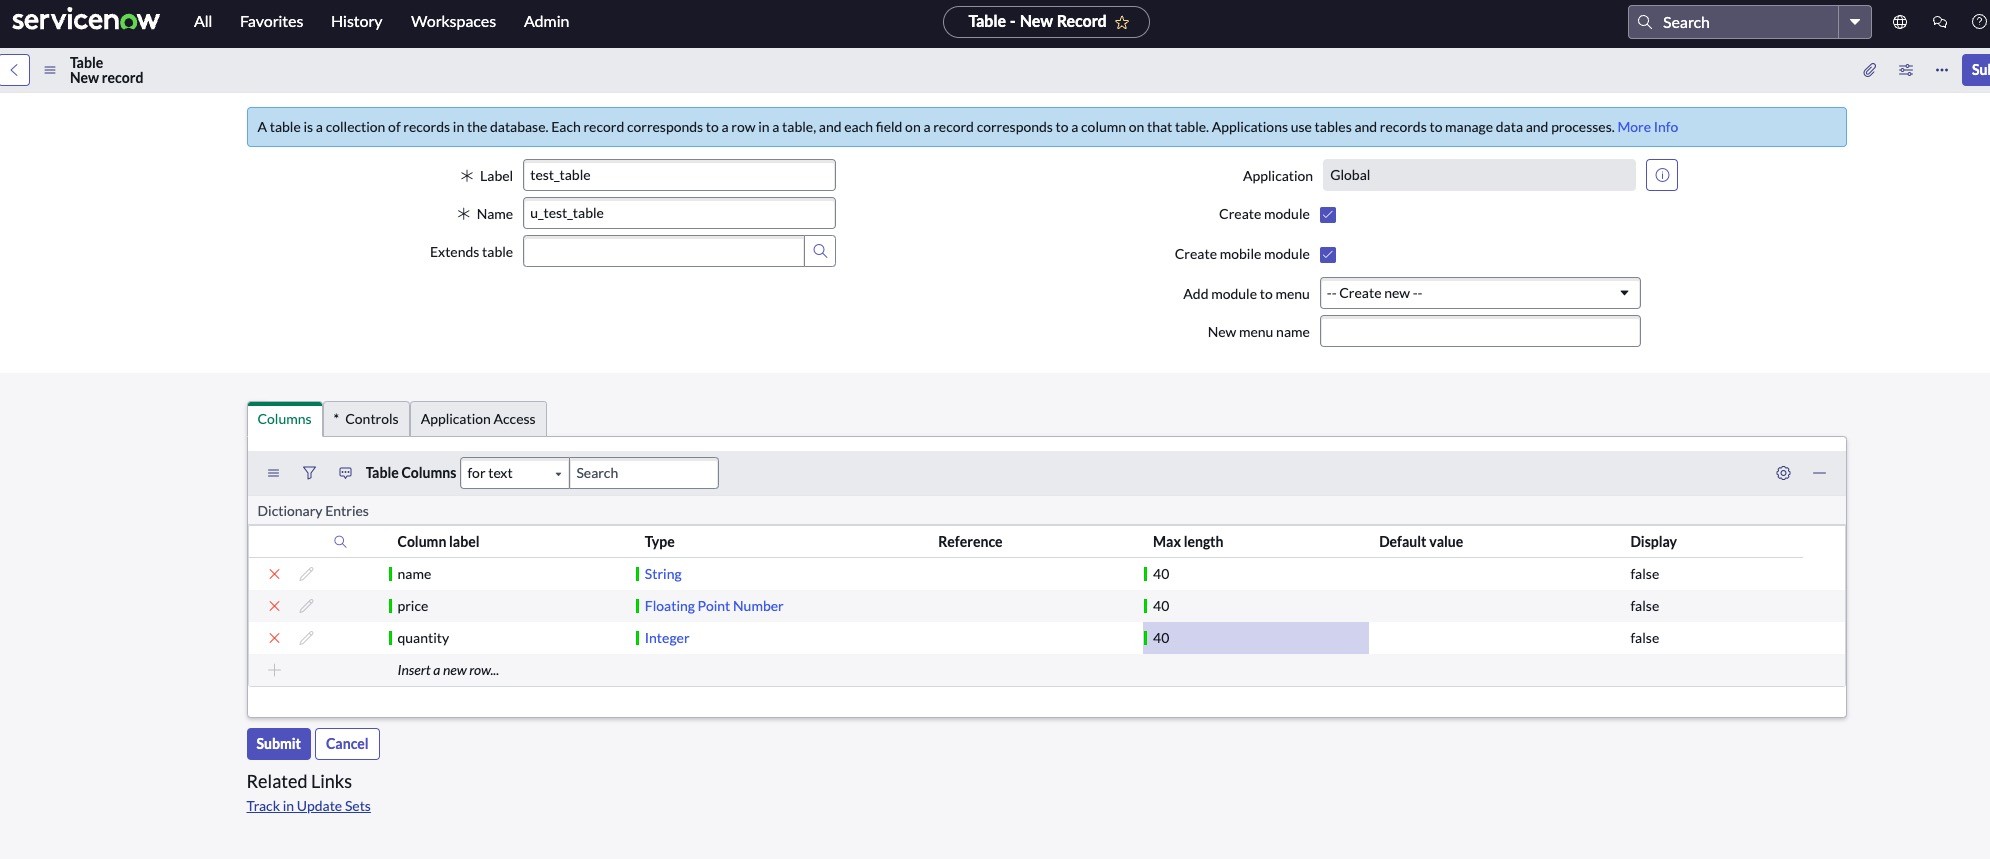 servicenow All Favorites History Workspaces Admin Table - New Record Search
Table
New record
Su
A table is a collection of records in the database. Each record corresponds to a row in a table, and each field on a record corresponds to a column on that table. Applications use tables and records to manage data and processes. More Info
Label test_table
Name u_test_table
Extends table
Application Global
Create module
Create mobile module
Add module to menu -- Create new --
New menu name
Columns * Controls Application Access
Table Columns for text Search
Dictionary Entries
Column label Type Reference Max length Default value Display
name String 40 false
price Floating Point Number 40 false
quantity Integer 40 false
Insert a new row...
Submit Cancel
Related Links
Track in Update Sets